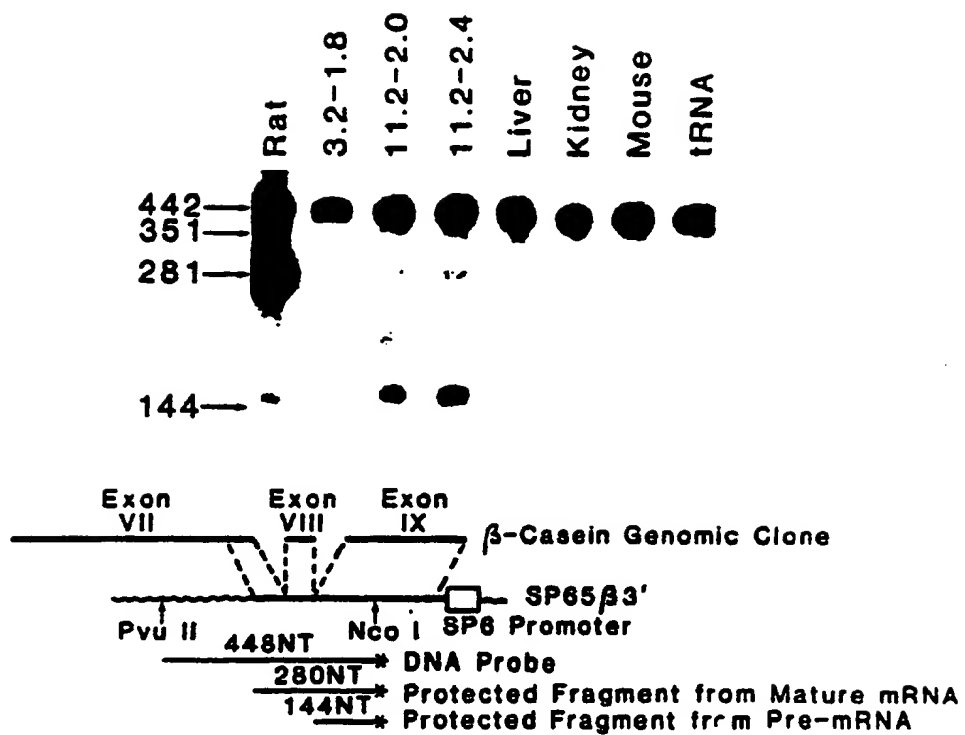 Rat
3.2-1.8
11.2-2.0
11.2-2.4
Liver
Kidney
Mouse
tRNA
442
351
281
144
Exon VII
Exon VIII
Exon IX
β-Casein Genomic Clone
SP65β3'
Pvu II
Nco I
SP6 Promoter
448NT
* DNA Probe
280NT
* Protected Fragment from Mature mRNA
144NT
* Protected Fragment from Pre-mRNA